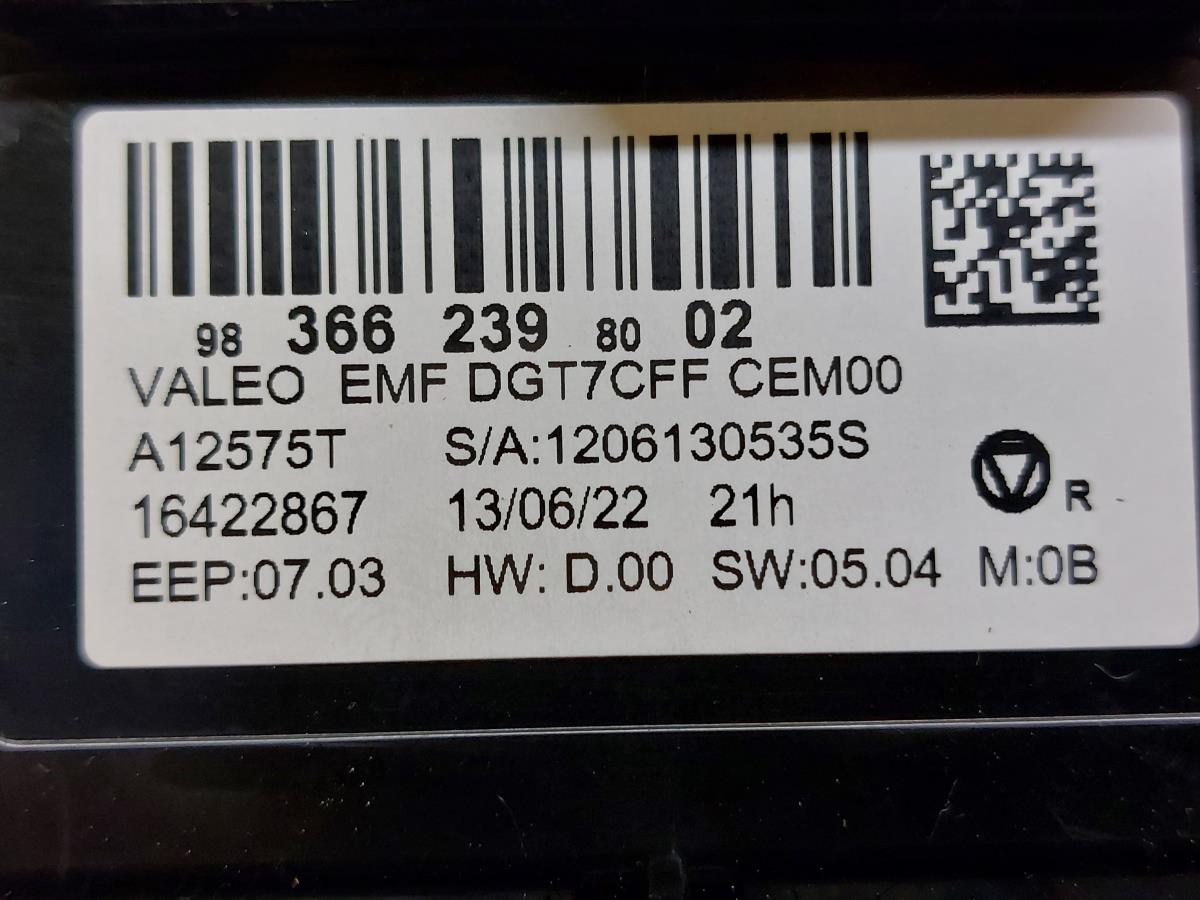 98 366 239 80 02
VALEO EMF DGT7CFF CEM00
A12575T S/A:1206130535S
16422867 13/06/22 21h
R
EEP:07.03 HW: D.00 SW:05.04 M:0B